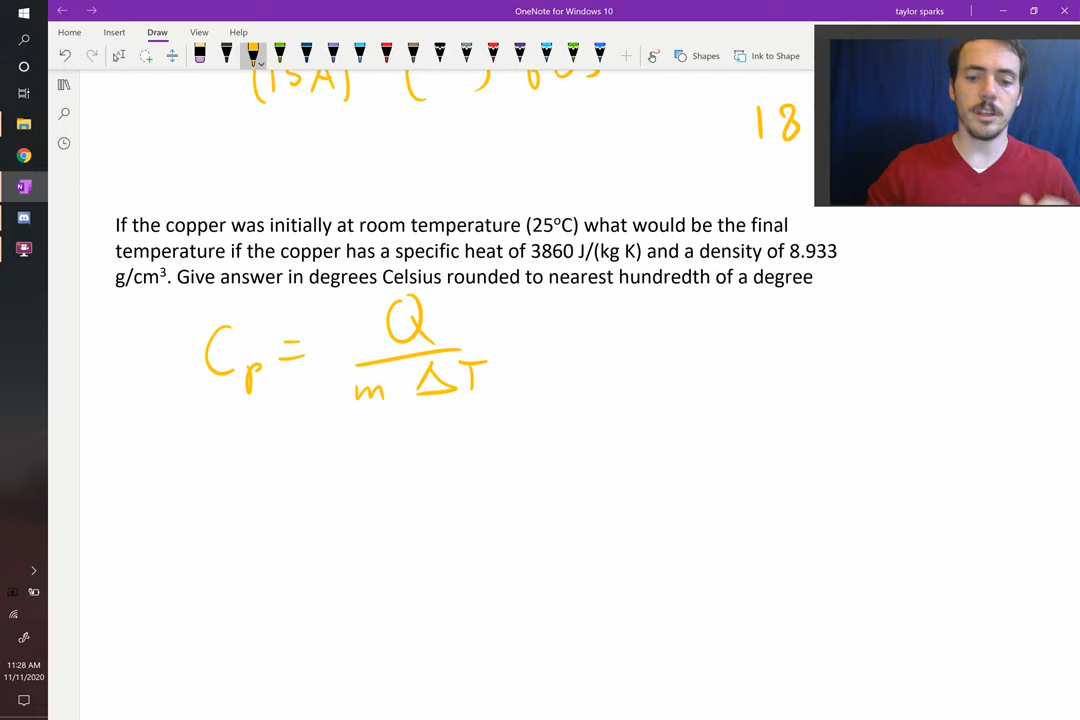 OneNote for Windows 10
taylor sparks
Home Insert Draw View Help
Shapes
Ink to Shape
(15A) ( )
18
If the copper was initially at room temperature (25°C) what would be the final
temperature if the copper has a specific heat of 3860 J/(kg K) and a density of 8.933
g/cm³. Give answer in degrees Celsius rounded to nearest hundredth of a degree
Cp = Q
m ΔT
11:28 AM
11/11/2020